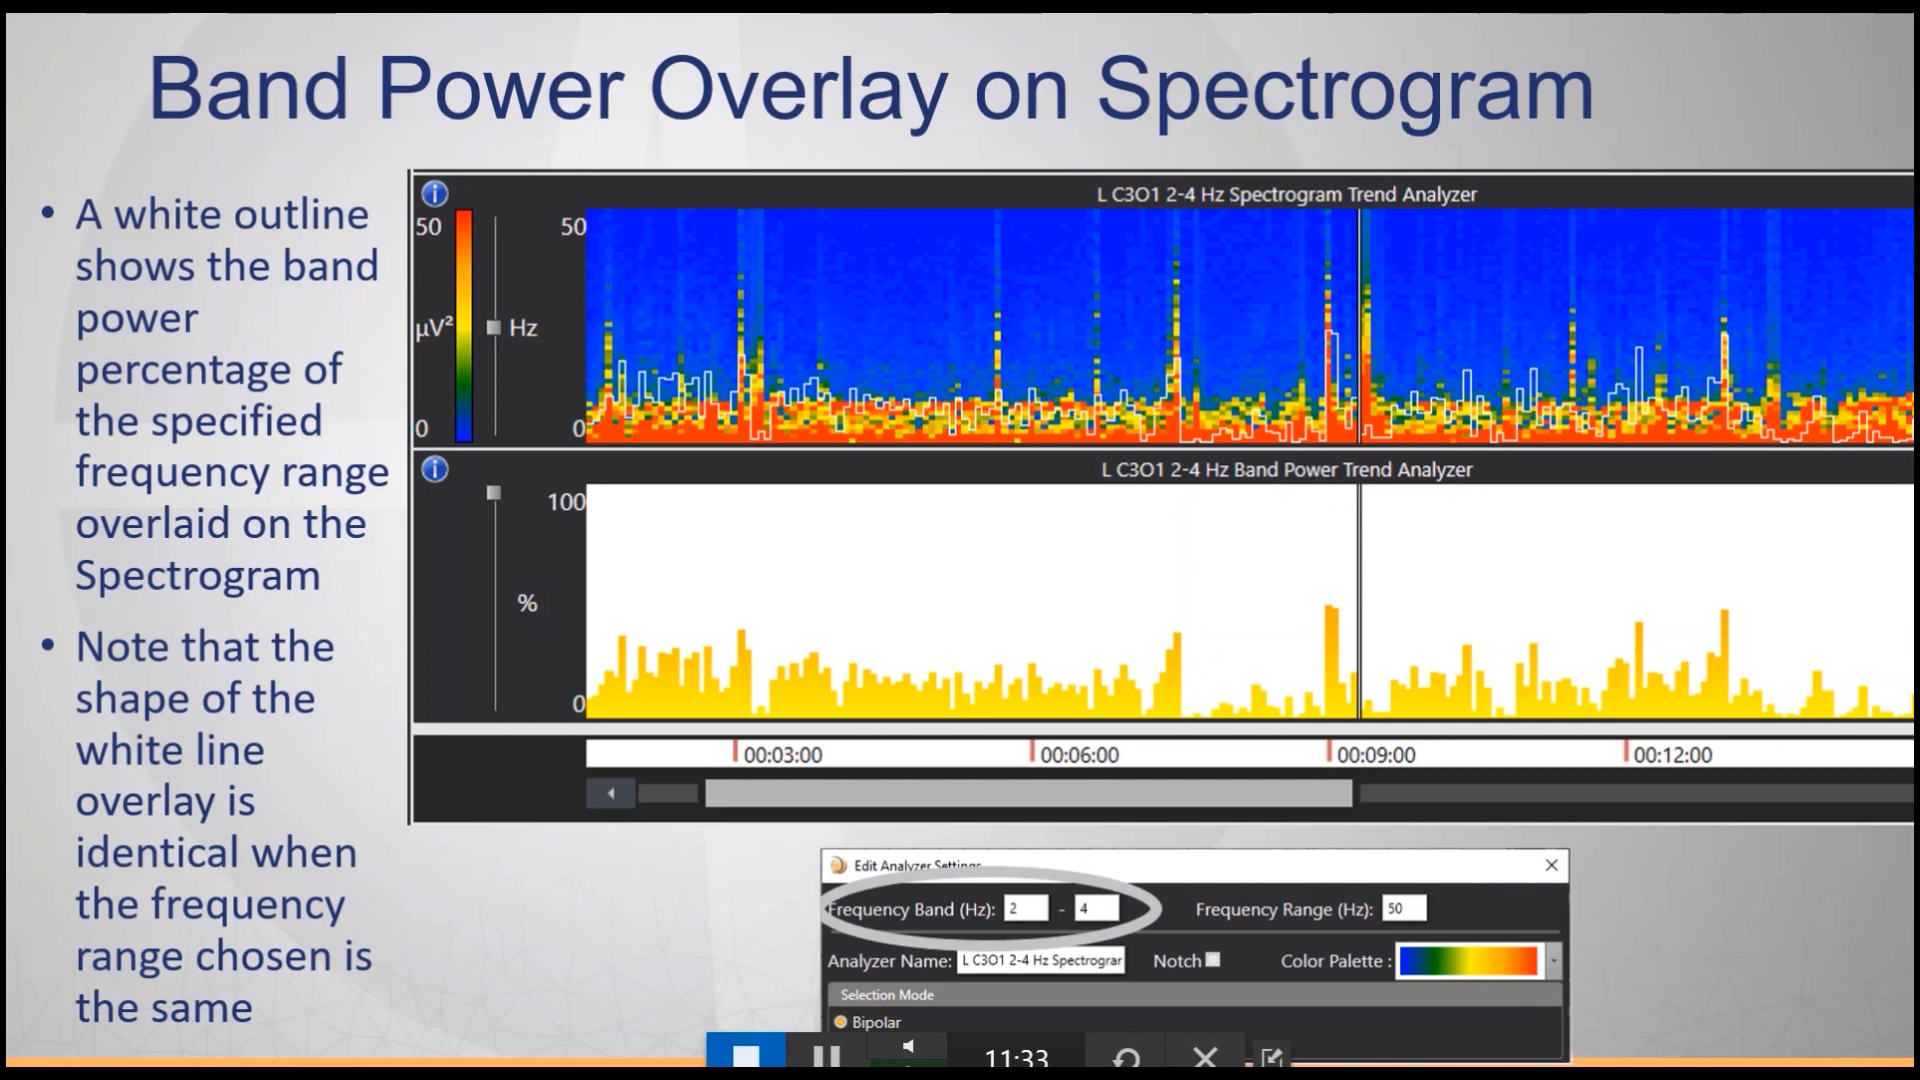 Band Power Overlay on Spectrogram
• A white outline
shows the band
power
percentage of
the specified
frequency range
overlaid on the
Spectrogram
• Note that the
shape of the
white line
overlay is
identical when
the frequency
range chosen is
the same
L C3O1 2-4 Hz Spectrogram Trend Analyzer
50
50
µV²
Hz
0
0
L C3O1 2-4 Hz Band Power Trend Analyzer
100
%
0
00:03:00
00:06:00
00:09:00
00:12:00
Edit Analyzer Settings
Frequency Band (Hz): 2 - 4 Frequency Range (Hz): 50
Analyzer Name: L C3O1 2-4 Hz Spectrograr Notch Color Palette :
Selection Mode
Bipolar
11:33